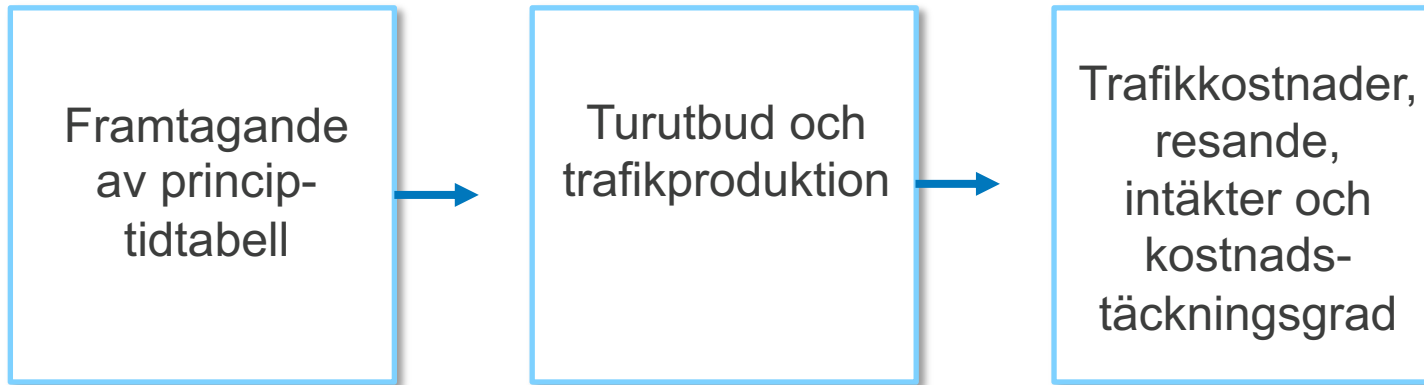 Framtagande
av princip-
tidtabell
Turutbud och
trafikproduktion
Trafikkostnader,
resande,
intäkter och
kostnads-
täckningsgrad